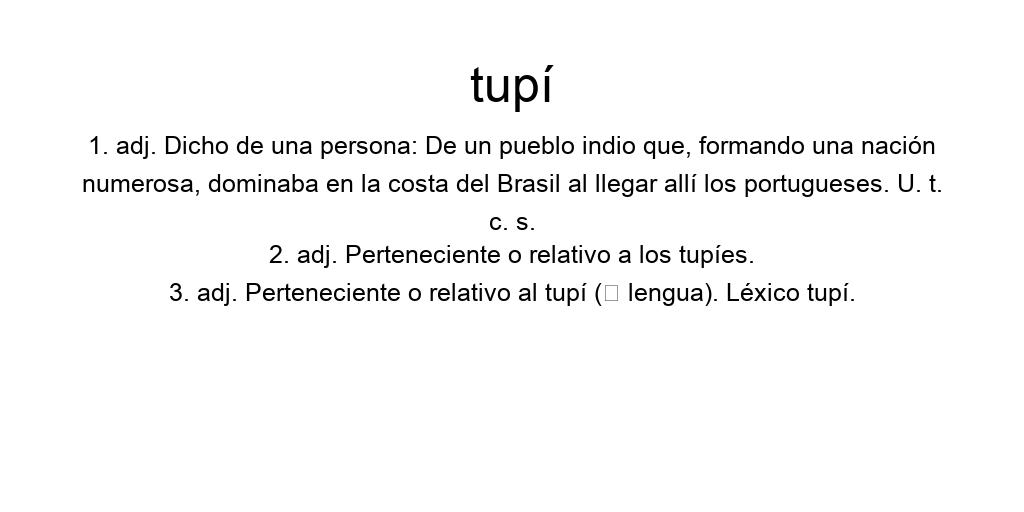 tupí
1. adj. Dicho de una persona: De un pueblo indio que, formando una nación
numerosa, dominaba en la costa del Brasil al llegar allí los portugueses. U. t.
c. s.
2. adj. Perteneciente o relativo a los tupíes.
3. adj. Perteneciente o relativo al tupí (□ lengua). Léxico tupí.